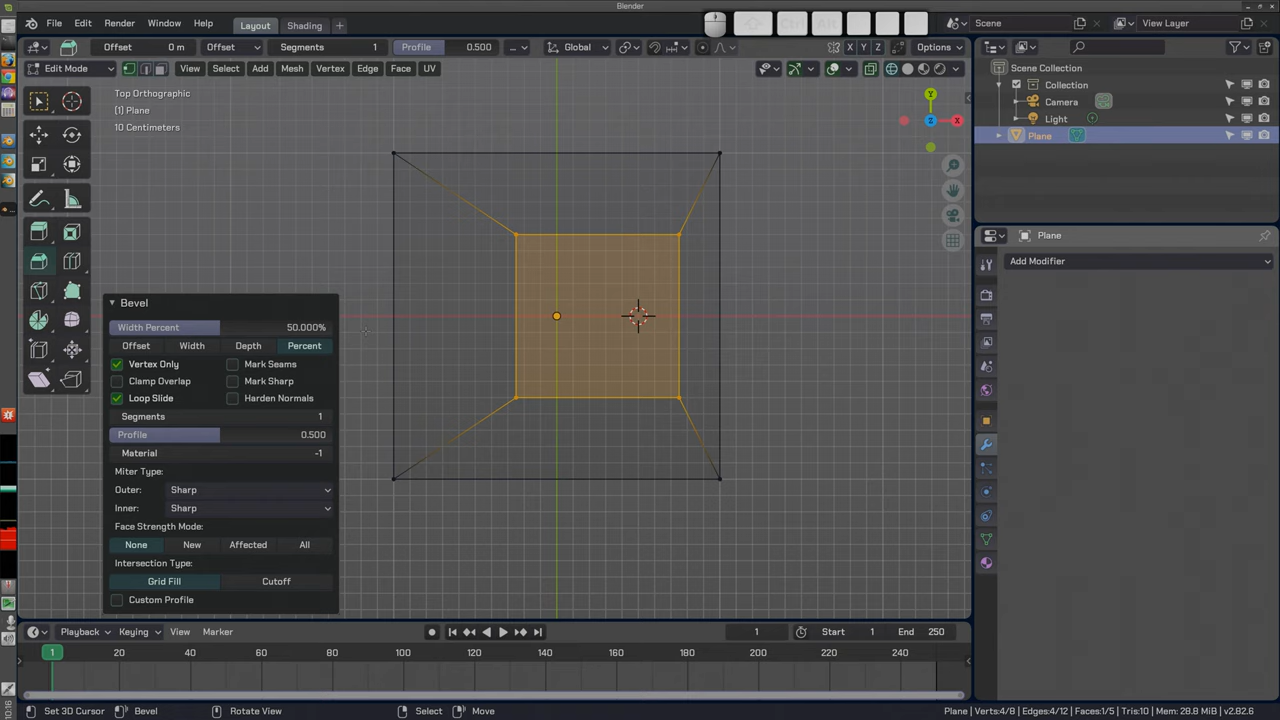 Blender
File Edit Render Window Help Layout Shading + Scene View Layer
Ctrl Alt
Offset 0 m Offset Segments 1 Profile 0.500 Global X Y Z Options
Edit Mode View Select Add Mesh Vertex Edge Face UV
Scene Collection
Collection
Camera
Light
Plane
Top Orthographic
(1) Plane
10 Centimeters
Y
Z
X
Plane
Add Modifier
Bevel
Width Percent 50.000%
Offset Width Depth Percent
Vertex Only Mark Seams
Clamp Overlap Mark Sharp
Loop Slide Harden Normals
Segments 1
Profile 0.500
Material -1
Miter Type:
Outer: Sharp
Inner: Sharp
Face Strength Mode:
None New Affected All
Intersection Type:
Grid Fill Cutoff
Custom Profile
Playback Keying View Marker 1 Start 1 End 250
1 20 40 60 80 100 120 140 160 180 200 220 240
Set 3D Cursor Bevel Rotate View Select Move Plane | Verts:4/8 | Edges:4/12 | Faces:1/5 | Tris:10 | Mem: 28.8 MiB | v2.82.6
10:16